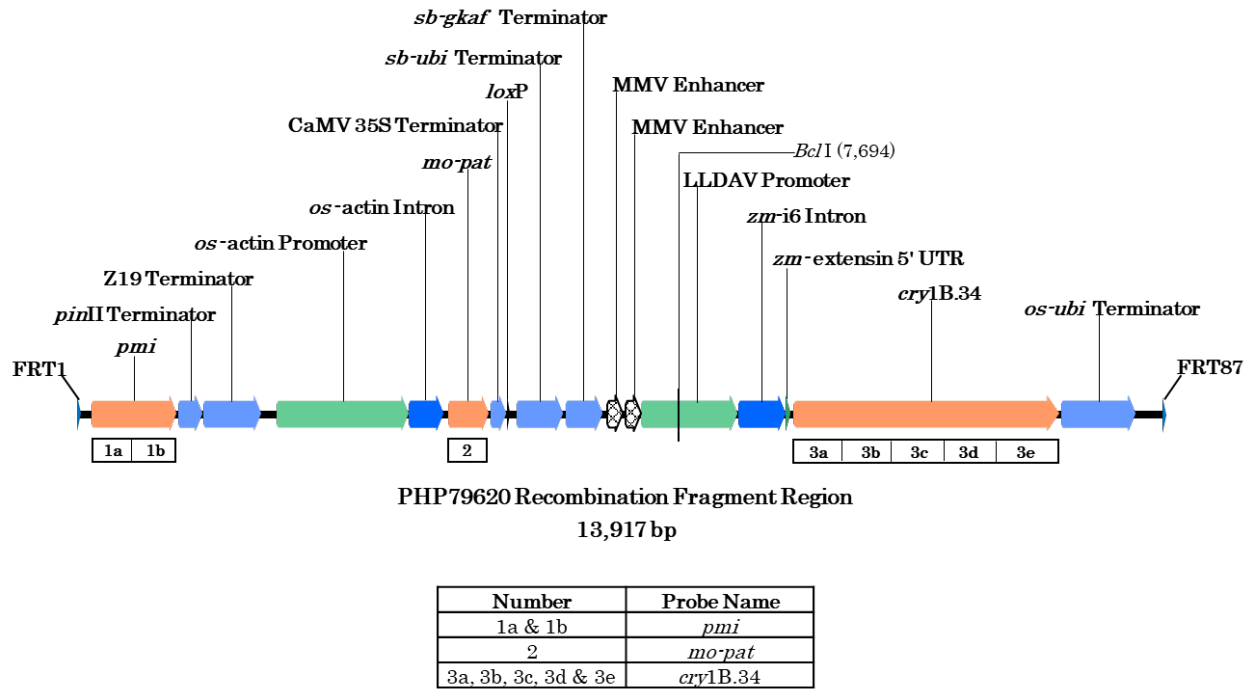 sb-gkaf Terminator
sb-ubi Terminator
loxP
MMV Enhancer
CaMV 35S Terminator
MMV Enhancer
mo-pat
Bcl I (7,694)
LLDAV Promoter
os-actin Intron
zm-i6 Intron
os-actin Promoter
zm-extensin 5' UTR
Z19 Terminator
cry1B.34
pinII Terminator
os-ubi Terminator
pmi
FRT1
FRT87
1a 1b
2
3a 3b 3c 3d 3e
PHP79620 Recombination Fragment Region
13,917 bp
Number Probe Name
1a & 1b pmi
2 mo-pat
3a, 3b, 3c, 3d & 3e cry1B.34